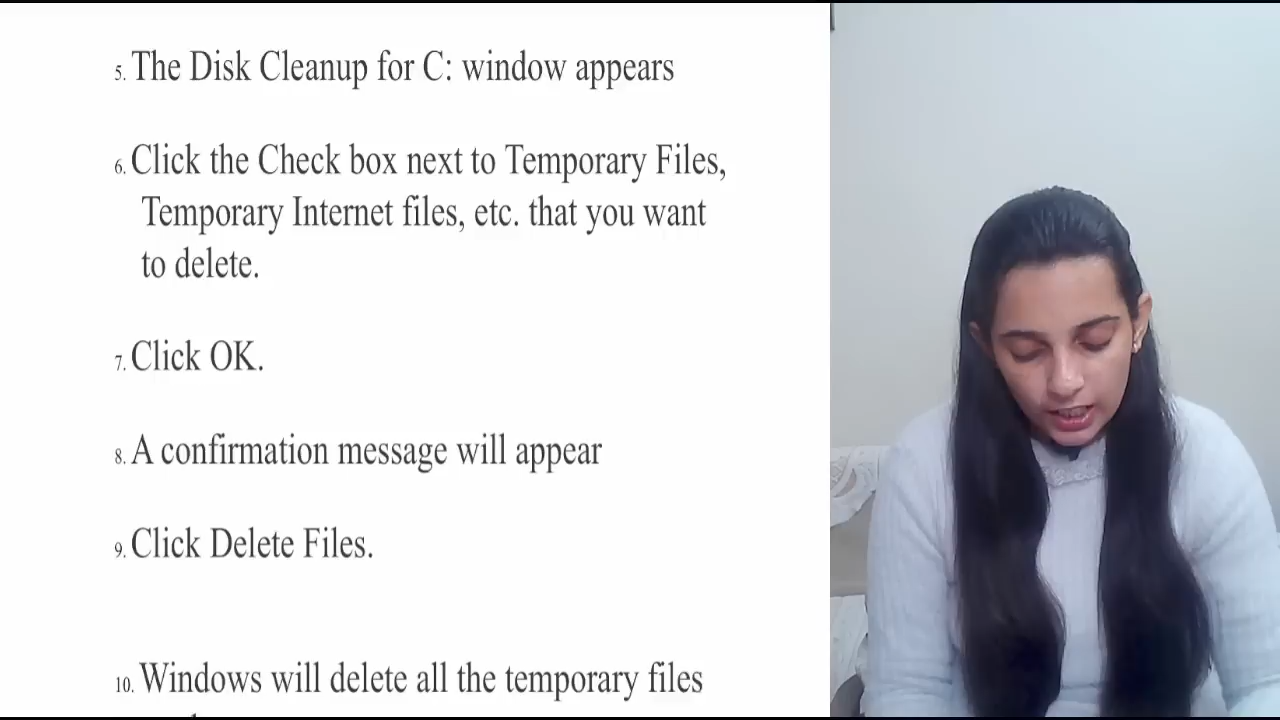 5. The Disk Cleanup for C: window appears
6. Click the Check box next to Temporary Files,
Temporary Internet files, etc. that you want
to delete.
7. Click OK.
8. A confirmation message will appear
9. Click Delete Files.
10. Windows will delete all the temporary files